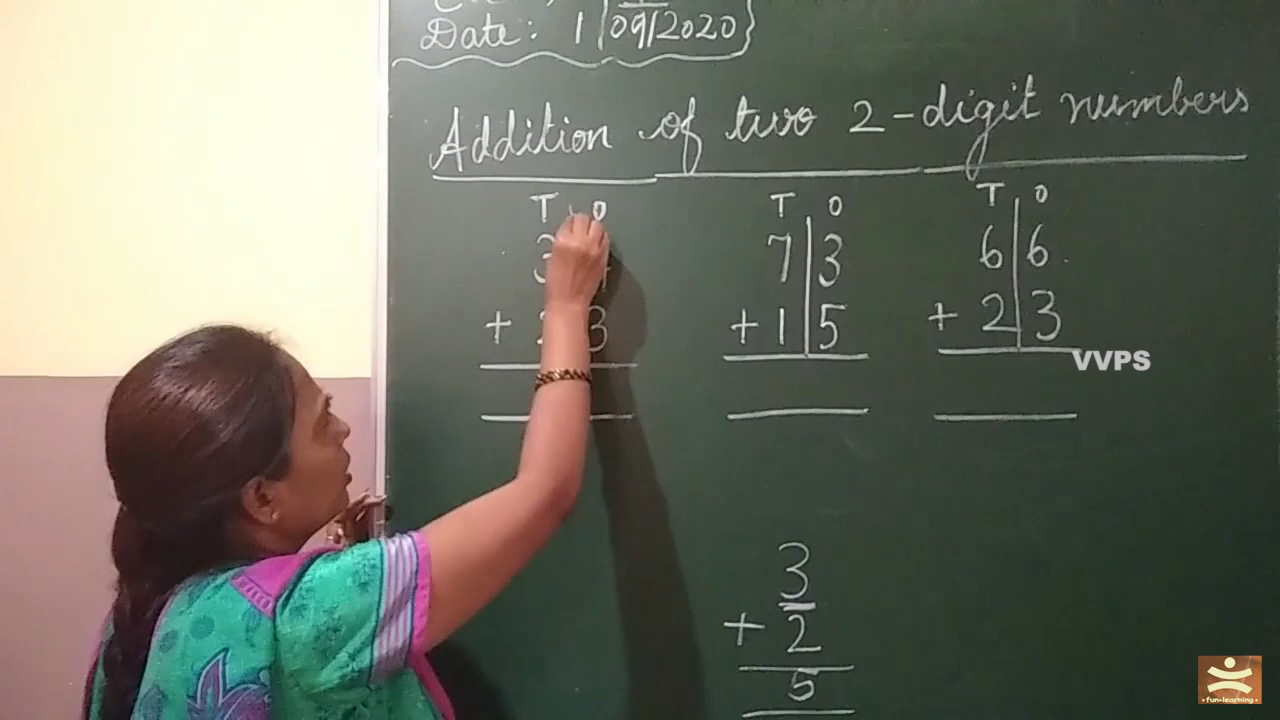 Date: 1/09/2020
Addition of two 2-digit numbers
T O T O T O
3 7 3 6 6
+ 3 + 1 5 + 2 3
VVPS
3
+ 2
5
•fun•learning•